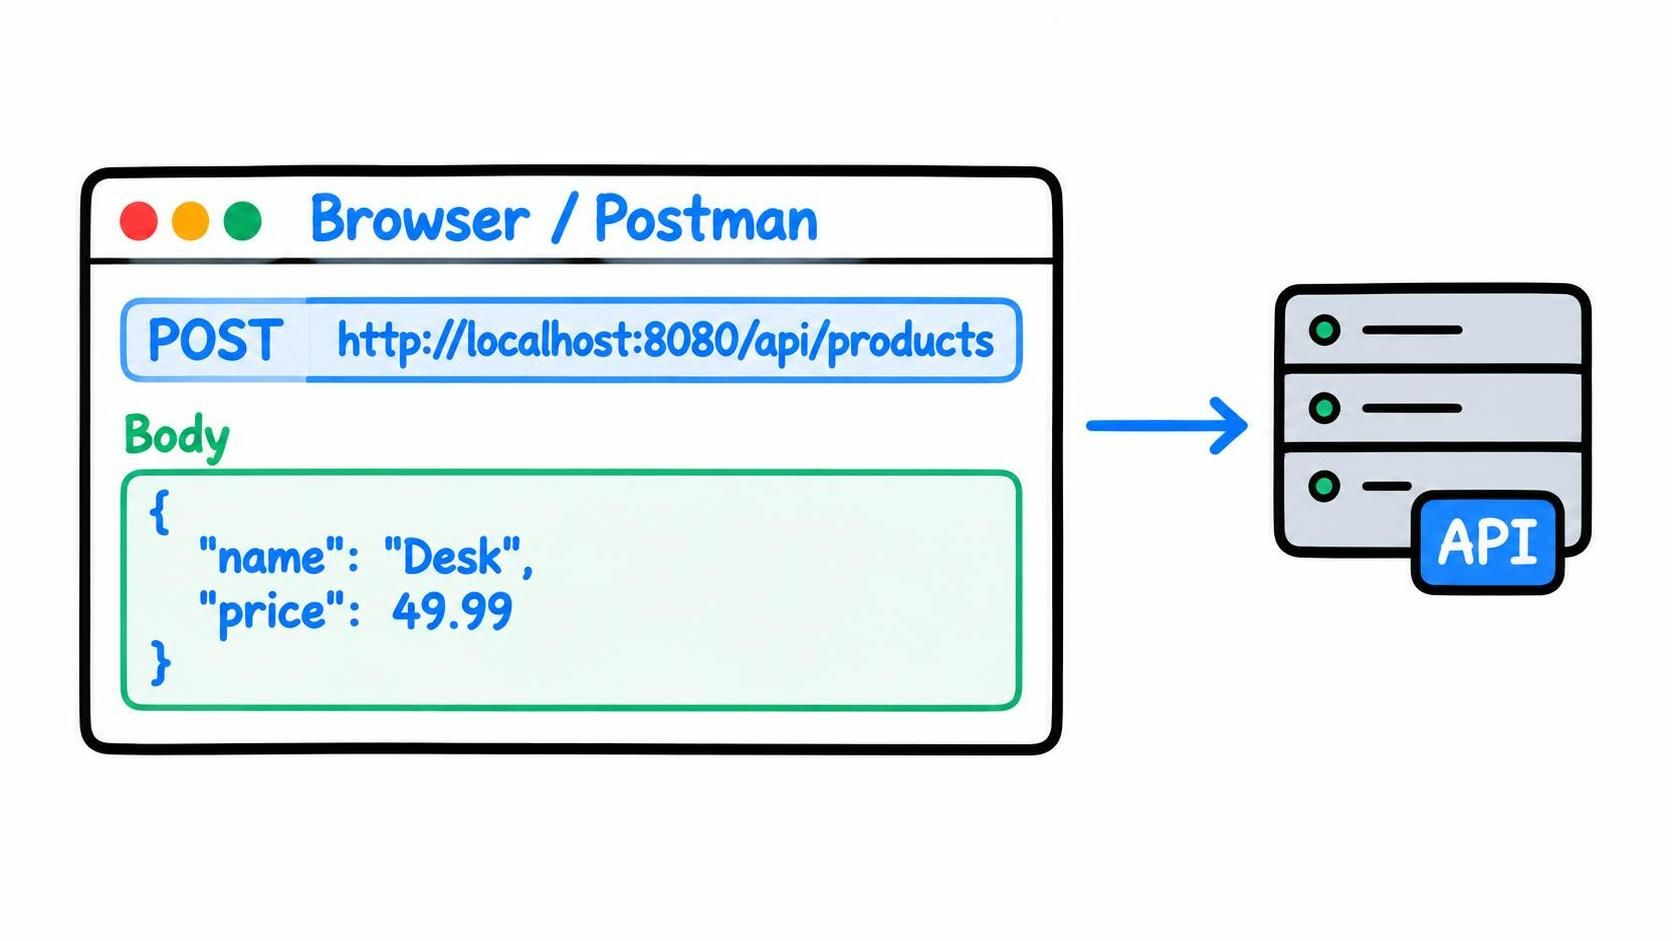 Browser / Postman
POST http://localhost:8080/api/products
Body
{
"name": "Desk",
"price": 49.99
}
API